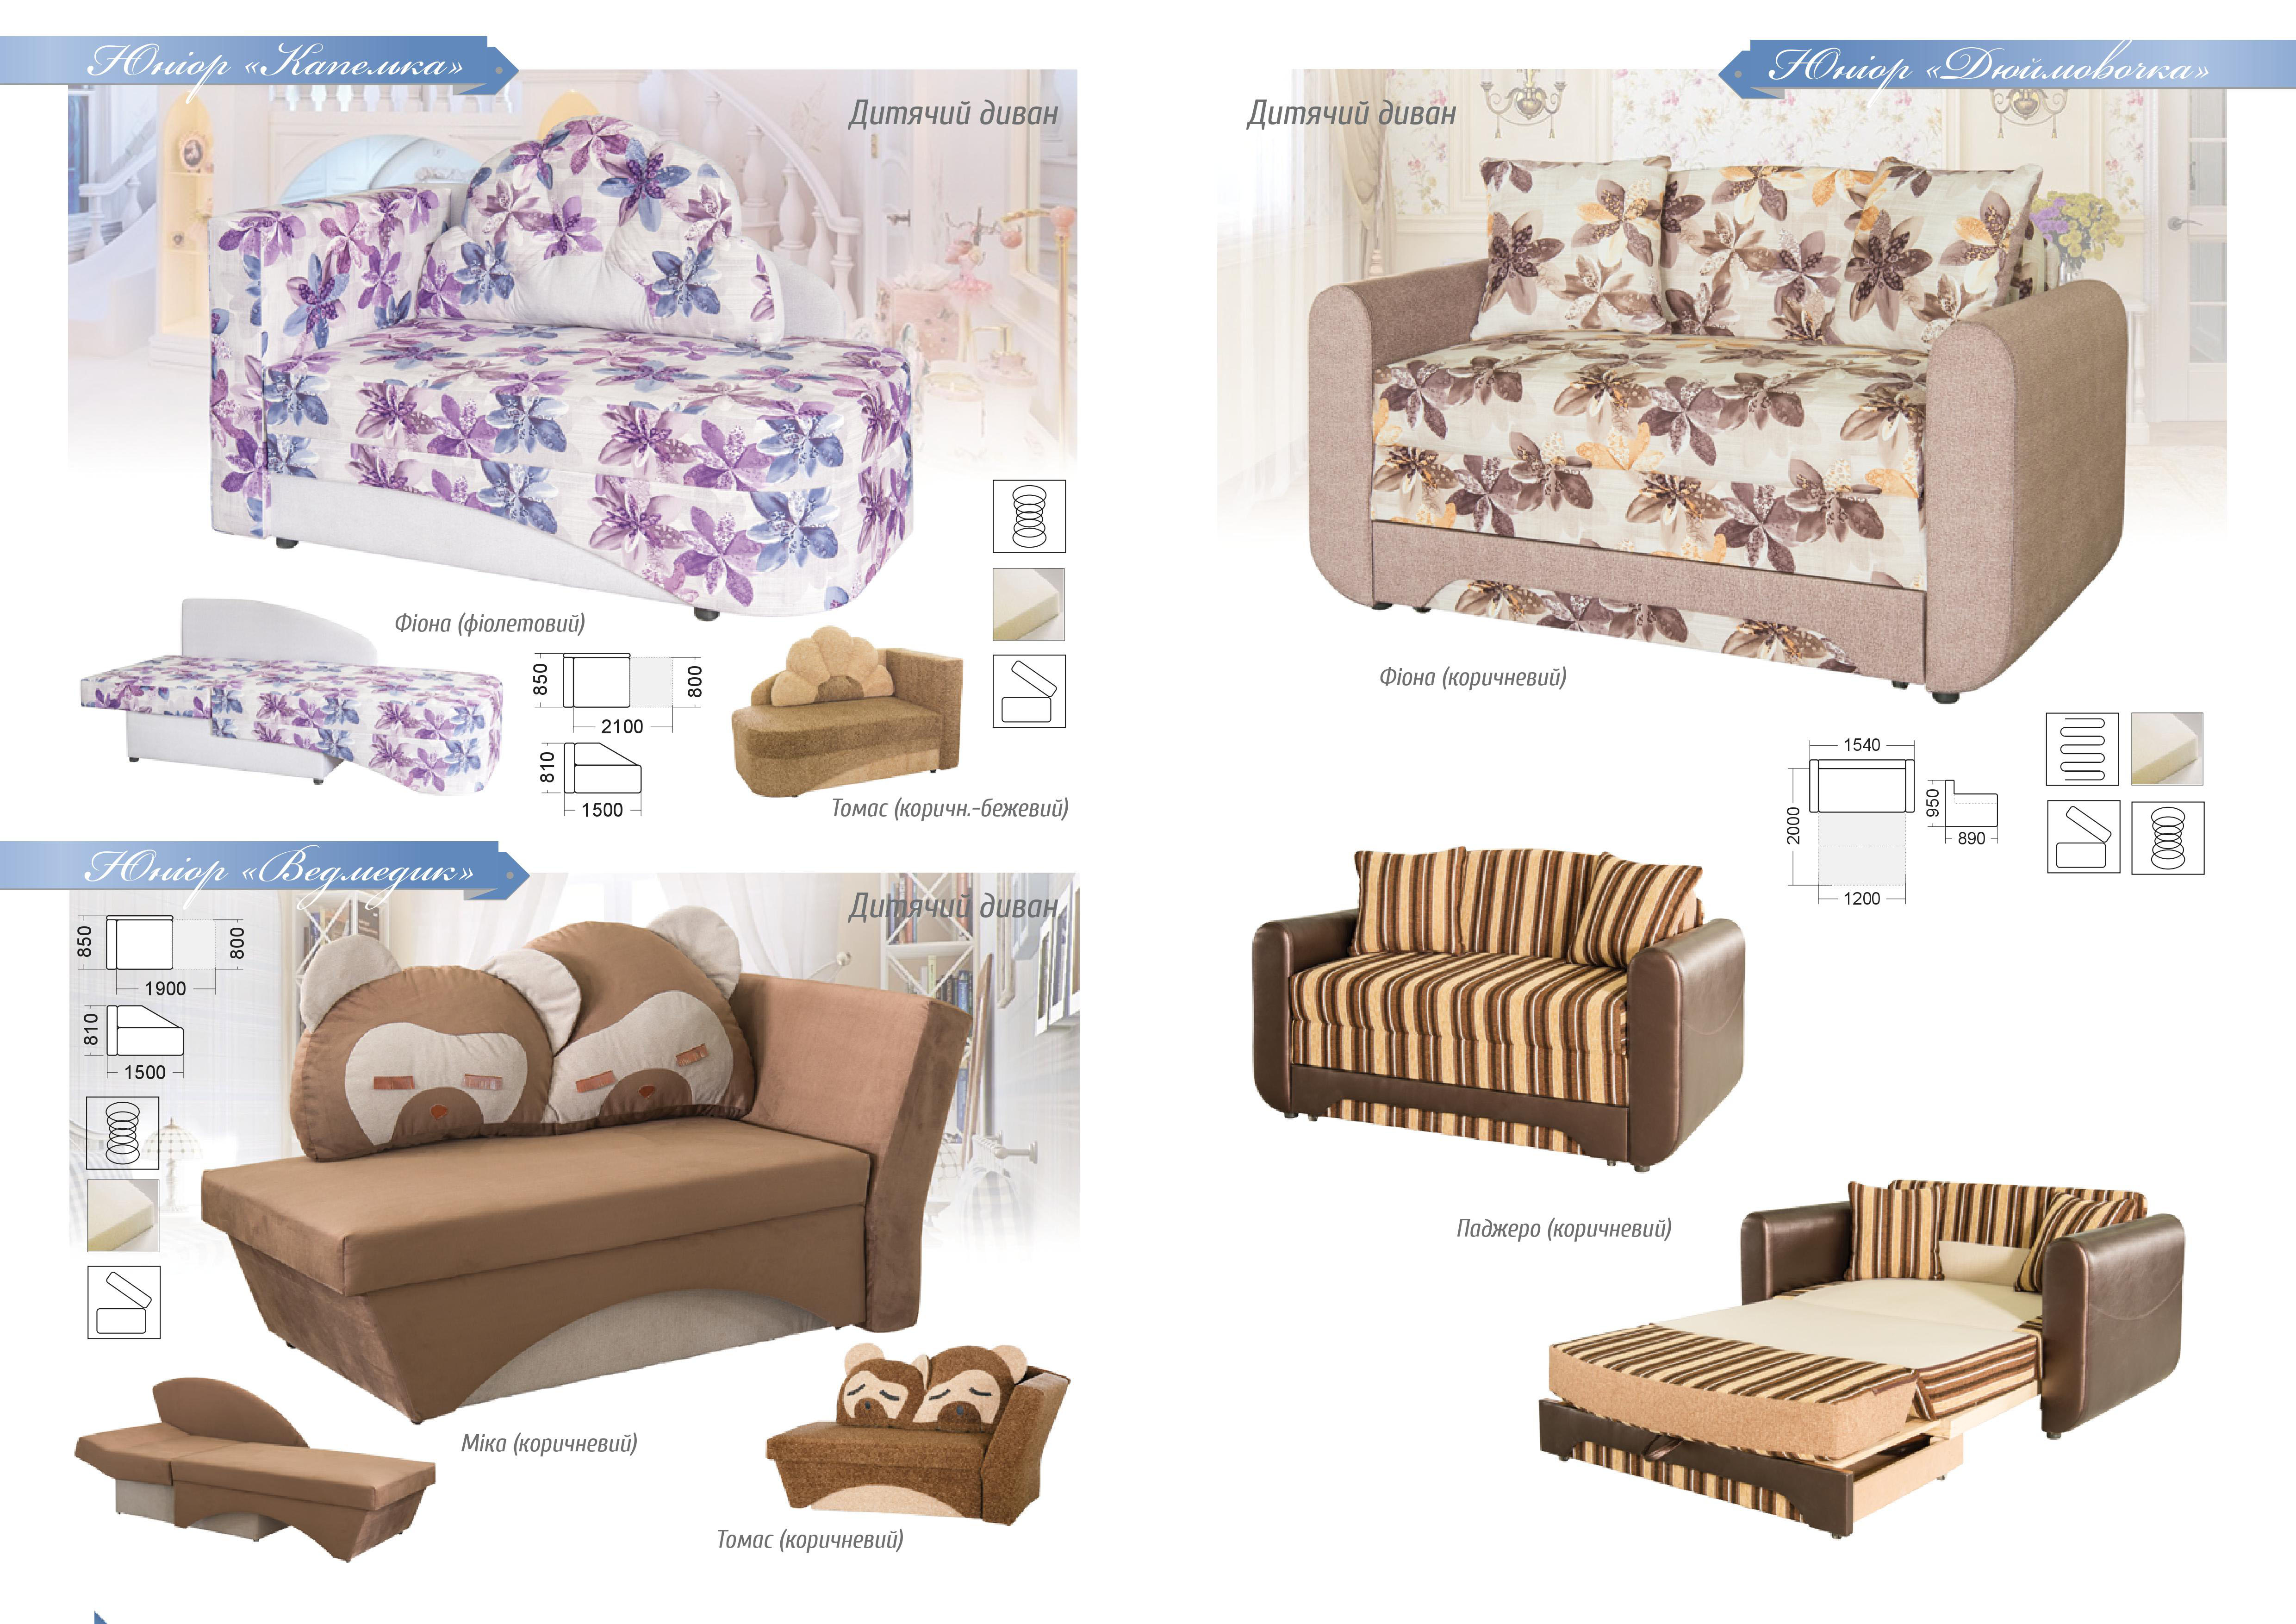 Юніор «Капелька»
Дитячий диван
Фіона (фіолетовий)
850
800
2100
810
1500
Томас (коричн.-бежевий)
Юніор «Ведмедик»
Дитячий диван
850
800
1900
810
1500
Міка (коричневий)
Томас (коричневий)
Юніор «Дюймовочка»
Дитячий диван
Фіона (коричневий)
1540
2000
950
890
1200
Паджеро (коричневий)